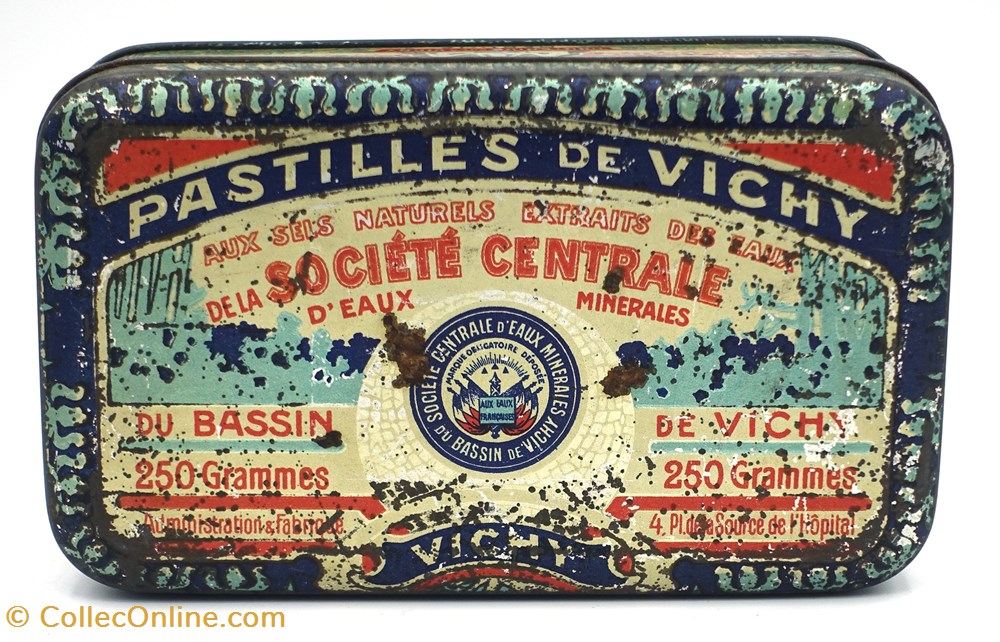 PASTILLES DE VICHY
AUX SELS NATURELS EXTRAITS DES EAUX
DE LA SOCIÉTÉ CENTRALE
D'EAUX MINERALES
SOCIÉTÉ CENTRALE D'EAUX MINERALES
MARQUE OBLIGATOIRE DÉPOSÉE
AUX EAUX
FRANÇAISES
DU BASSIN DE VICHY
DU BASSIN DE VICHY
250 Grammes 250 Grammes
Administration & Fabrique 4, Pl. de la Source de l'Hôpital
VICHY
© CollecOnline.com